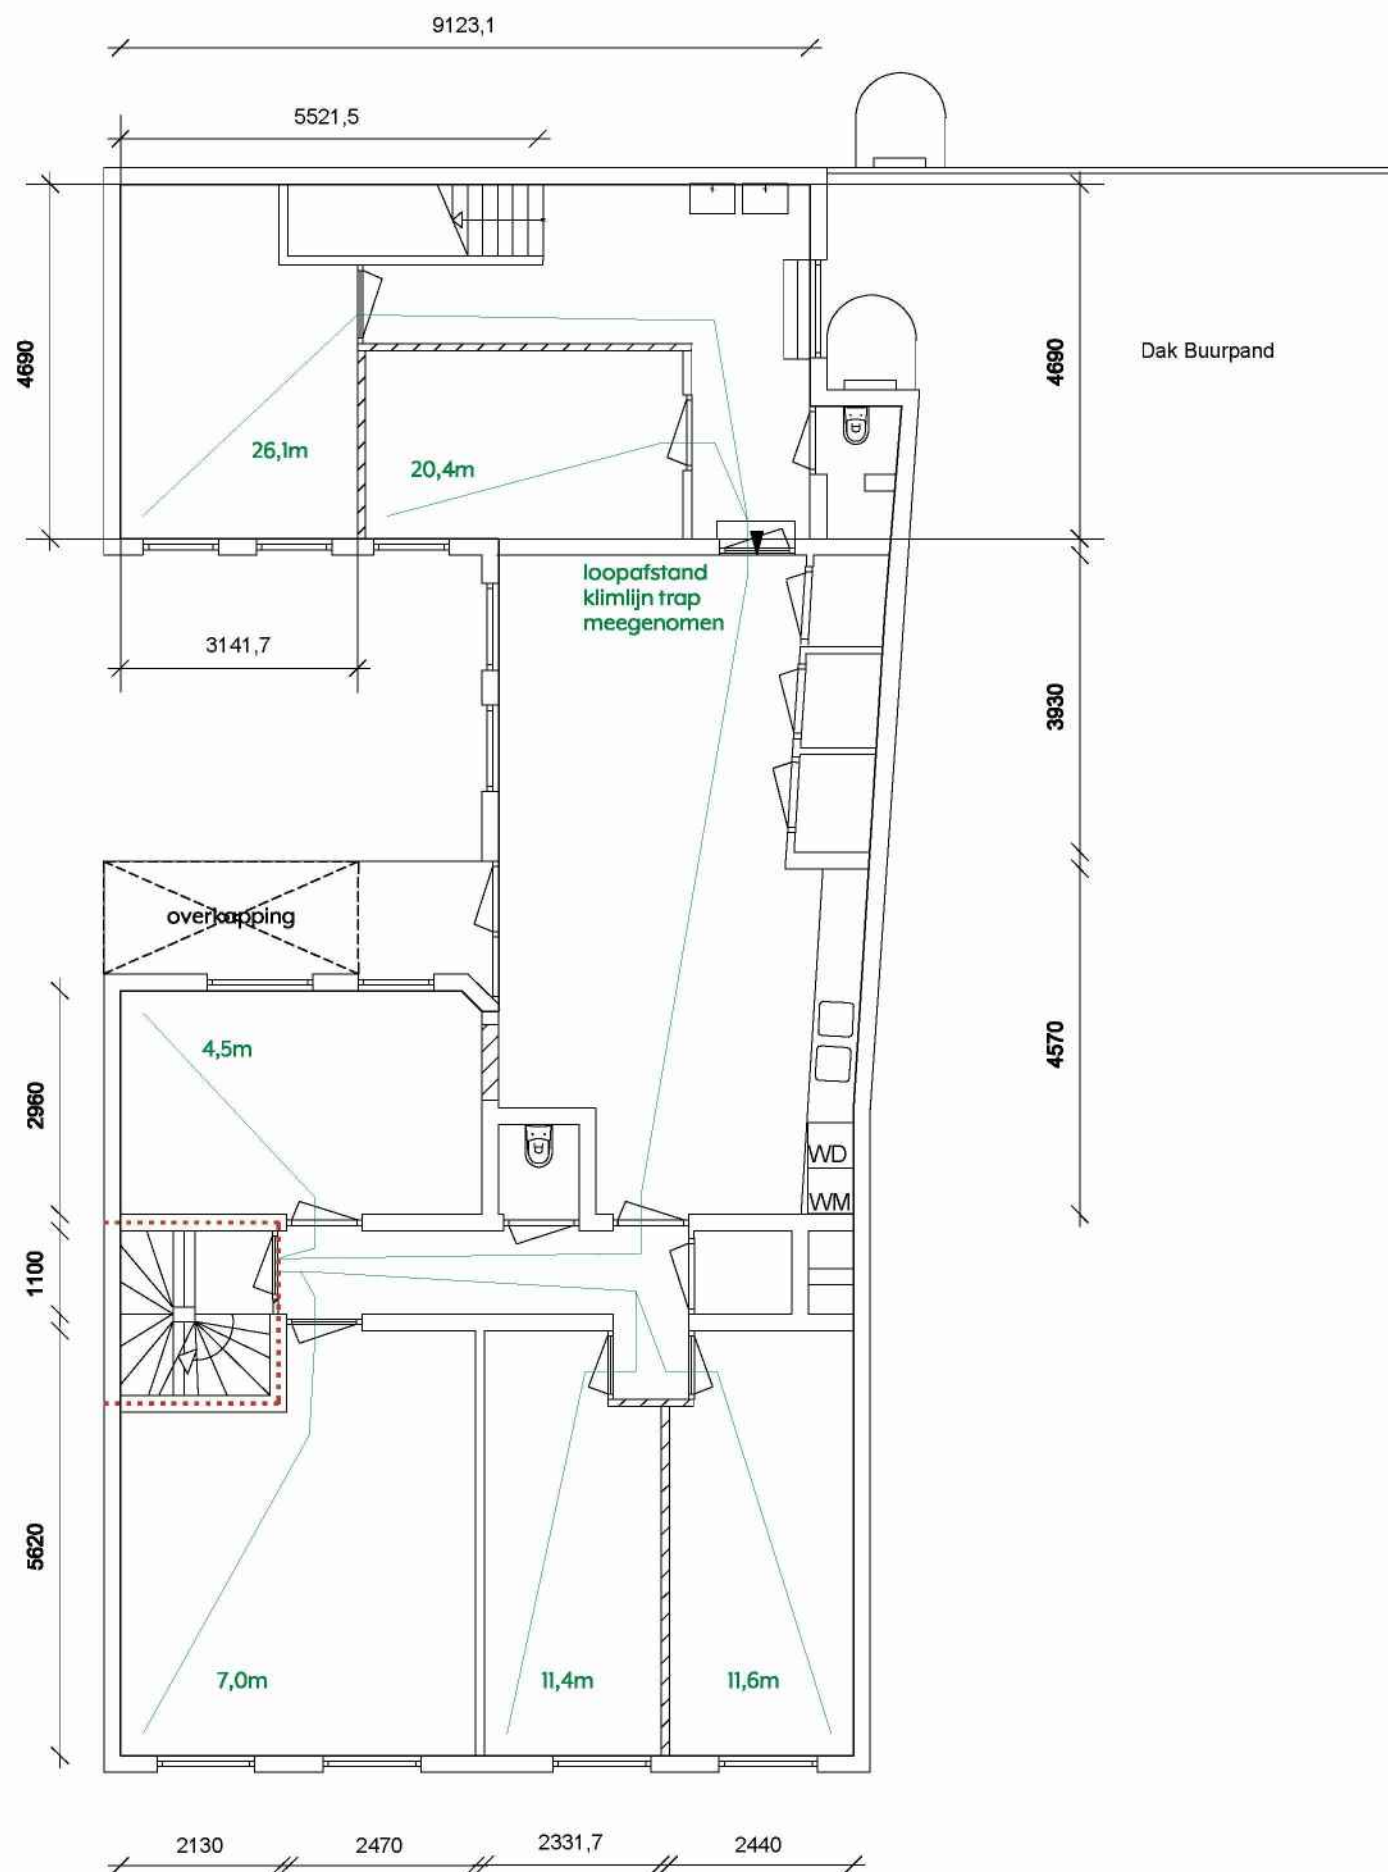 9123,1
5521,5
4690
4690
Dak Buurpand
26,1m
20,4m
loopafstand
klimlijn trap
meegenomen
3141,7
3930
overkapping
4,5m
4570
2960
WD
WM
1100
5620
7,0m
11,4m
11,6m
2130
2470
2331,7
2440